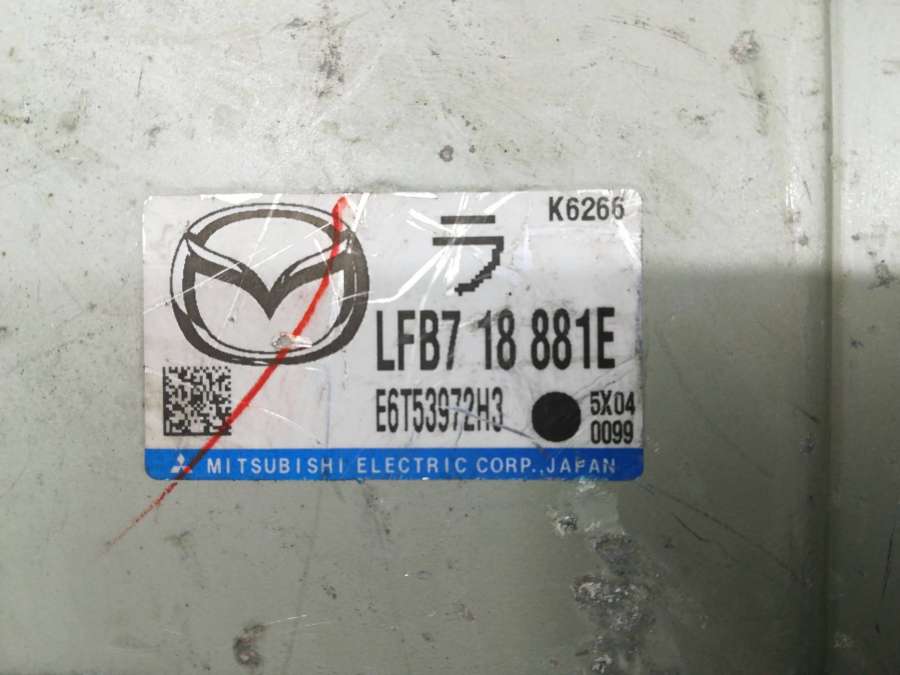 K6266
ラ
LFB7 18 881E
E6T53972H3 5X04
0099
MITSUBISHI ELECTRIC CORP., JAPAN